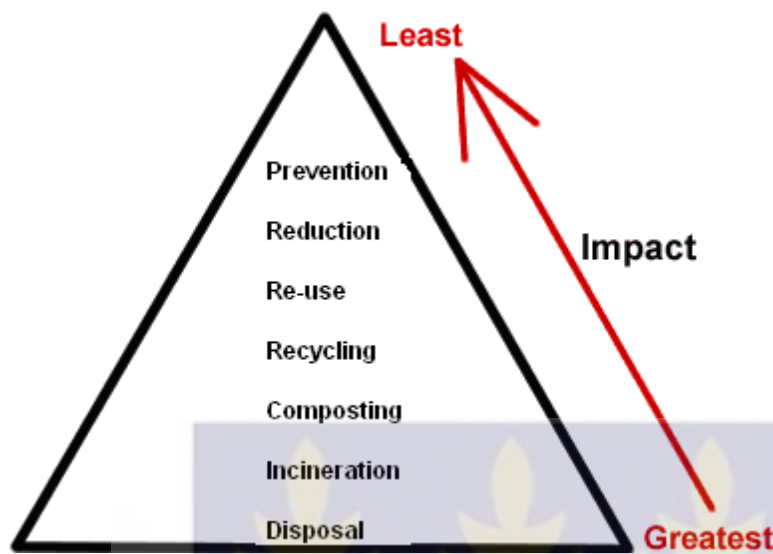 Least
Prevention
Reduction
Impact
Re-use
Recycling
Composting
Incineration
Disposal
Greatest